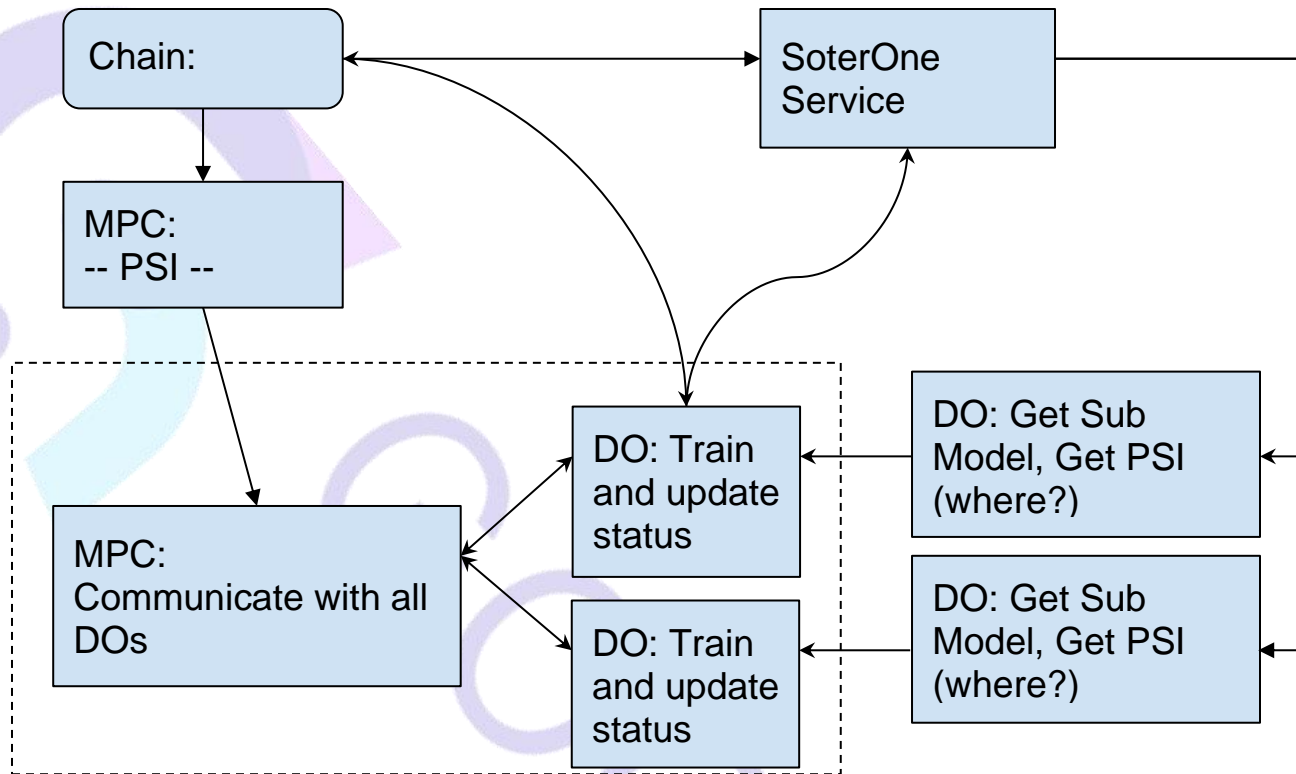 Chain:
SoterOne
Service
MPC:
-- PSI --
DO: Get Sub
Model, Get PSI
(where?)
DO: Train
and update
status
MPC:
Communicate with all
DOs
DO: Get Sub
Model, Get PSI
(where?)
DO: Train
and update
status